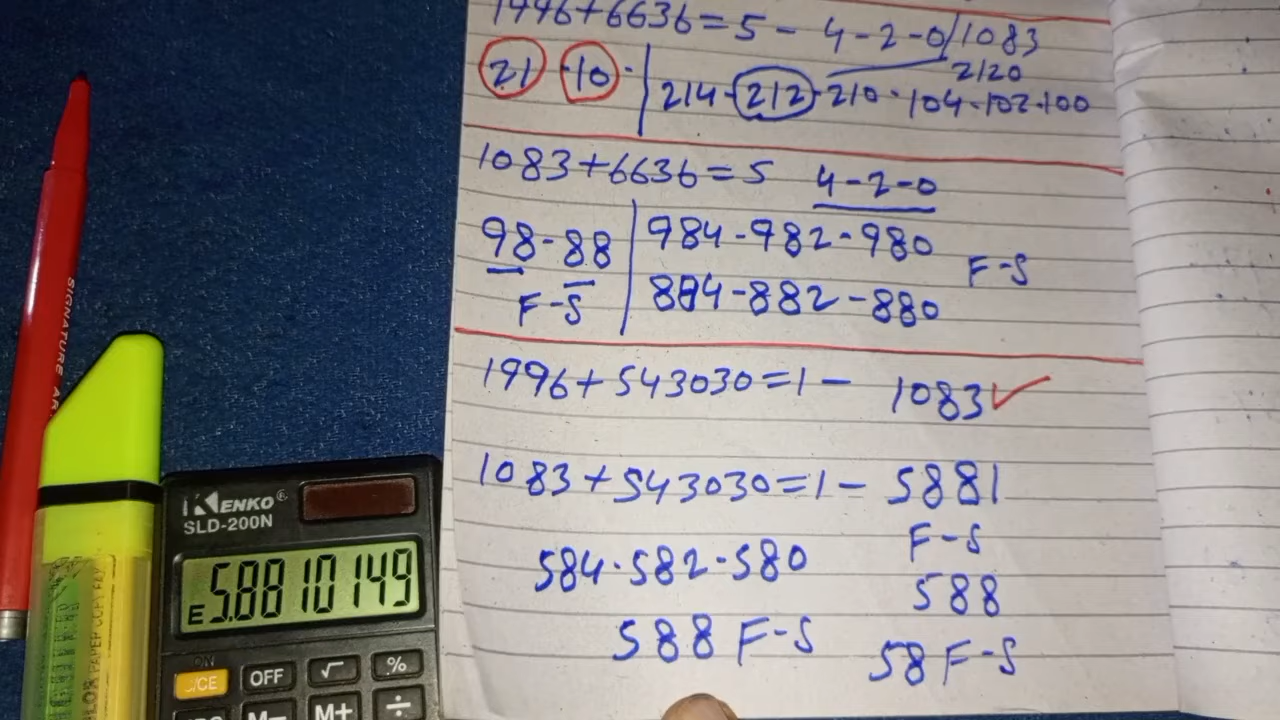 1996+6636=5- 4-2-0/1083
21 10 · 214-212-210·104-102·100
2120
1083+6636=5 4-2-0
98-88 984-982-980
F-S 884-882-880
F-S
1996+543030=1- 1083✓
1083+543030=1- 5881
F-S
584·582·580
588
588 F-S
58 F-S
SIGNATURE
KENKO®
SLD-200N
E 5.8810149
ON
C/CE OFF √ %
M- M+ ÷